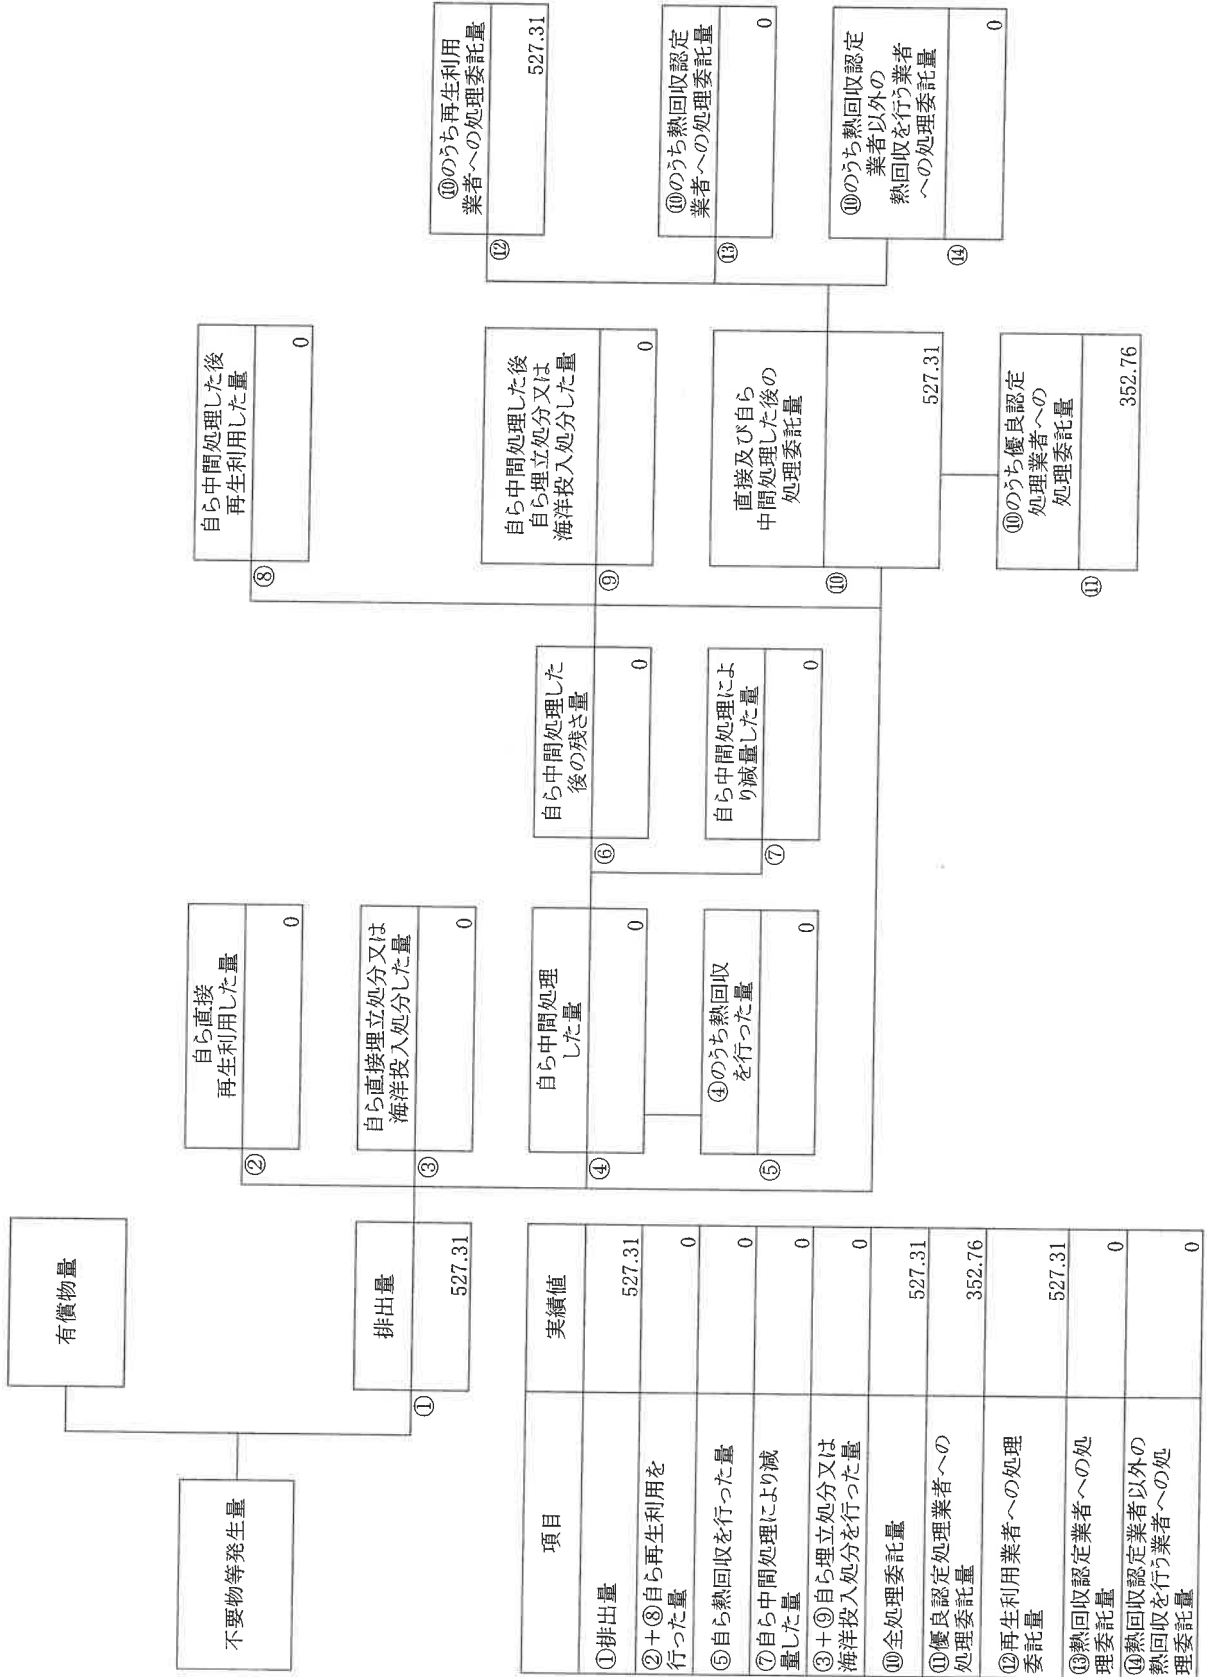 不要物等発生量
有償物量
①
排出量
527.31
②
自ら直接
再生利用した量
0
③
自ら直接埋立処分又は
海洋投入処分した量
0
④
自ら中間処理
した量
0
⑤
④のうち熱回収
を行った量
0
⑥
自ら中間処理した
後の残さ量
0
⑦
自ら中間処理によ
り減量した量
0
⑧
自ら中間処理した後
再生利用した量
0
⑨
自ら中間処理した後
自ら埋立処分又は
海洋投入処分した量
0
⑩
直接及び自ら
中間処理した後の
処理委託量
527.31
⑪
⑩のうち優良認定
処理業者への
処理委託量
352.76
⑫
⑩のうち再生利用
業者への処理委託量
527.31
⑬
⑩のうち熱回収認定
業者への処理委託量
0
⑭
⑩のうち熱回収認定
業者以外の
熱回収を行う業者
への処理委託量
0
項目 実績値
①排出量 527.31
②+⑧自ら再生利用を
行った量 0
⑤自ら熱回収を行った量 0
⑦自ら中間処理により減
量した量 0
③+⑨自ら埋立処分又は
海洋投入処分を行った量 0
⑩全処理委託量 527.31
⑪優良認定処理業者への
処理委託量 352.76
⑫再生利用業者への処理
委託量 527.31
⑬熱回収認定業者への処
理委託量 0
⑭熱回収認定業者以外の
熱回収を行う業者への処
理委託量 0